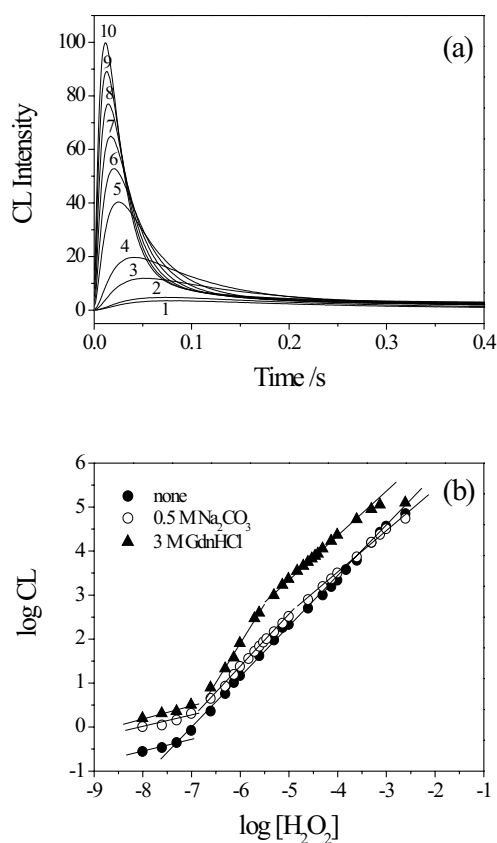 (a)
100
80
60
40
20
0
CL Intensity
10
9
8
7
6
5
4
3
2
1
0.0 0.1 0.2 0.3 0.4
Time /s
(b)
6
5
4
3
2
1
0
-1
log CL
none
0.5 M Na₂CO₃
3 M GdnHCl
-9 -8 -7 -6 -5 -4 -3 -2 -1
log [H₂O₂]